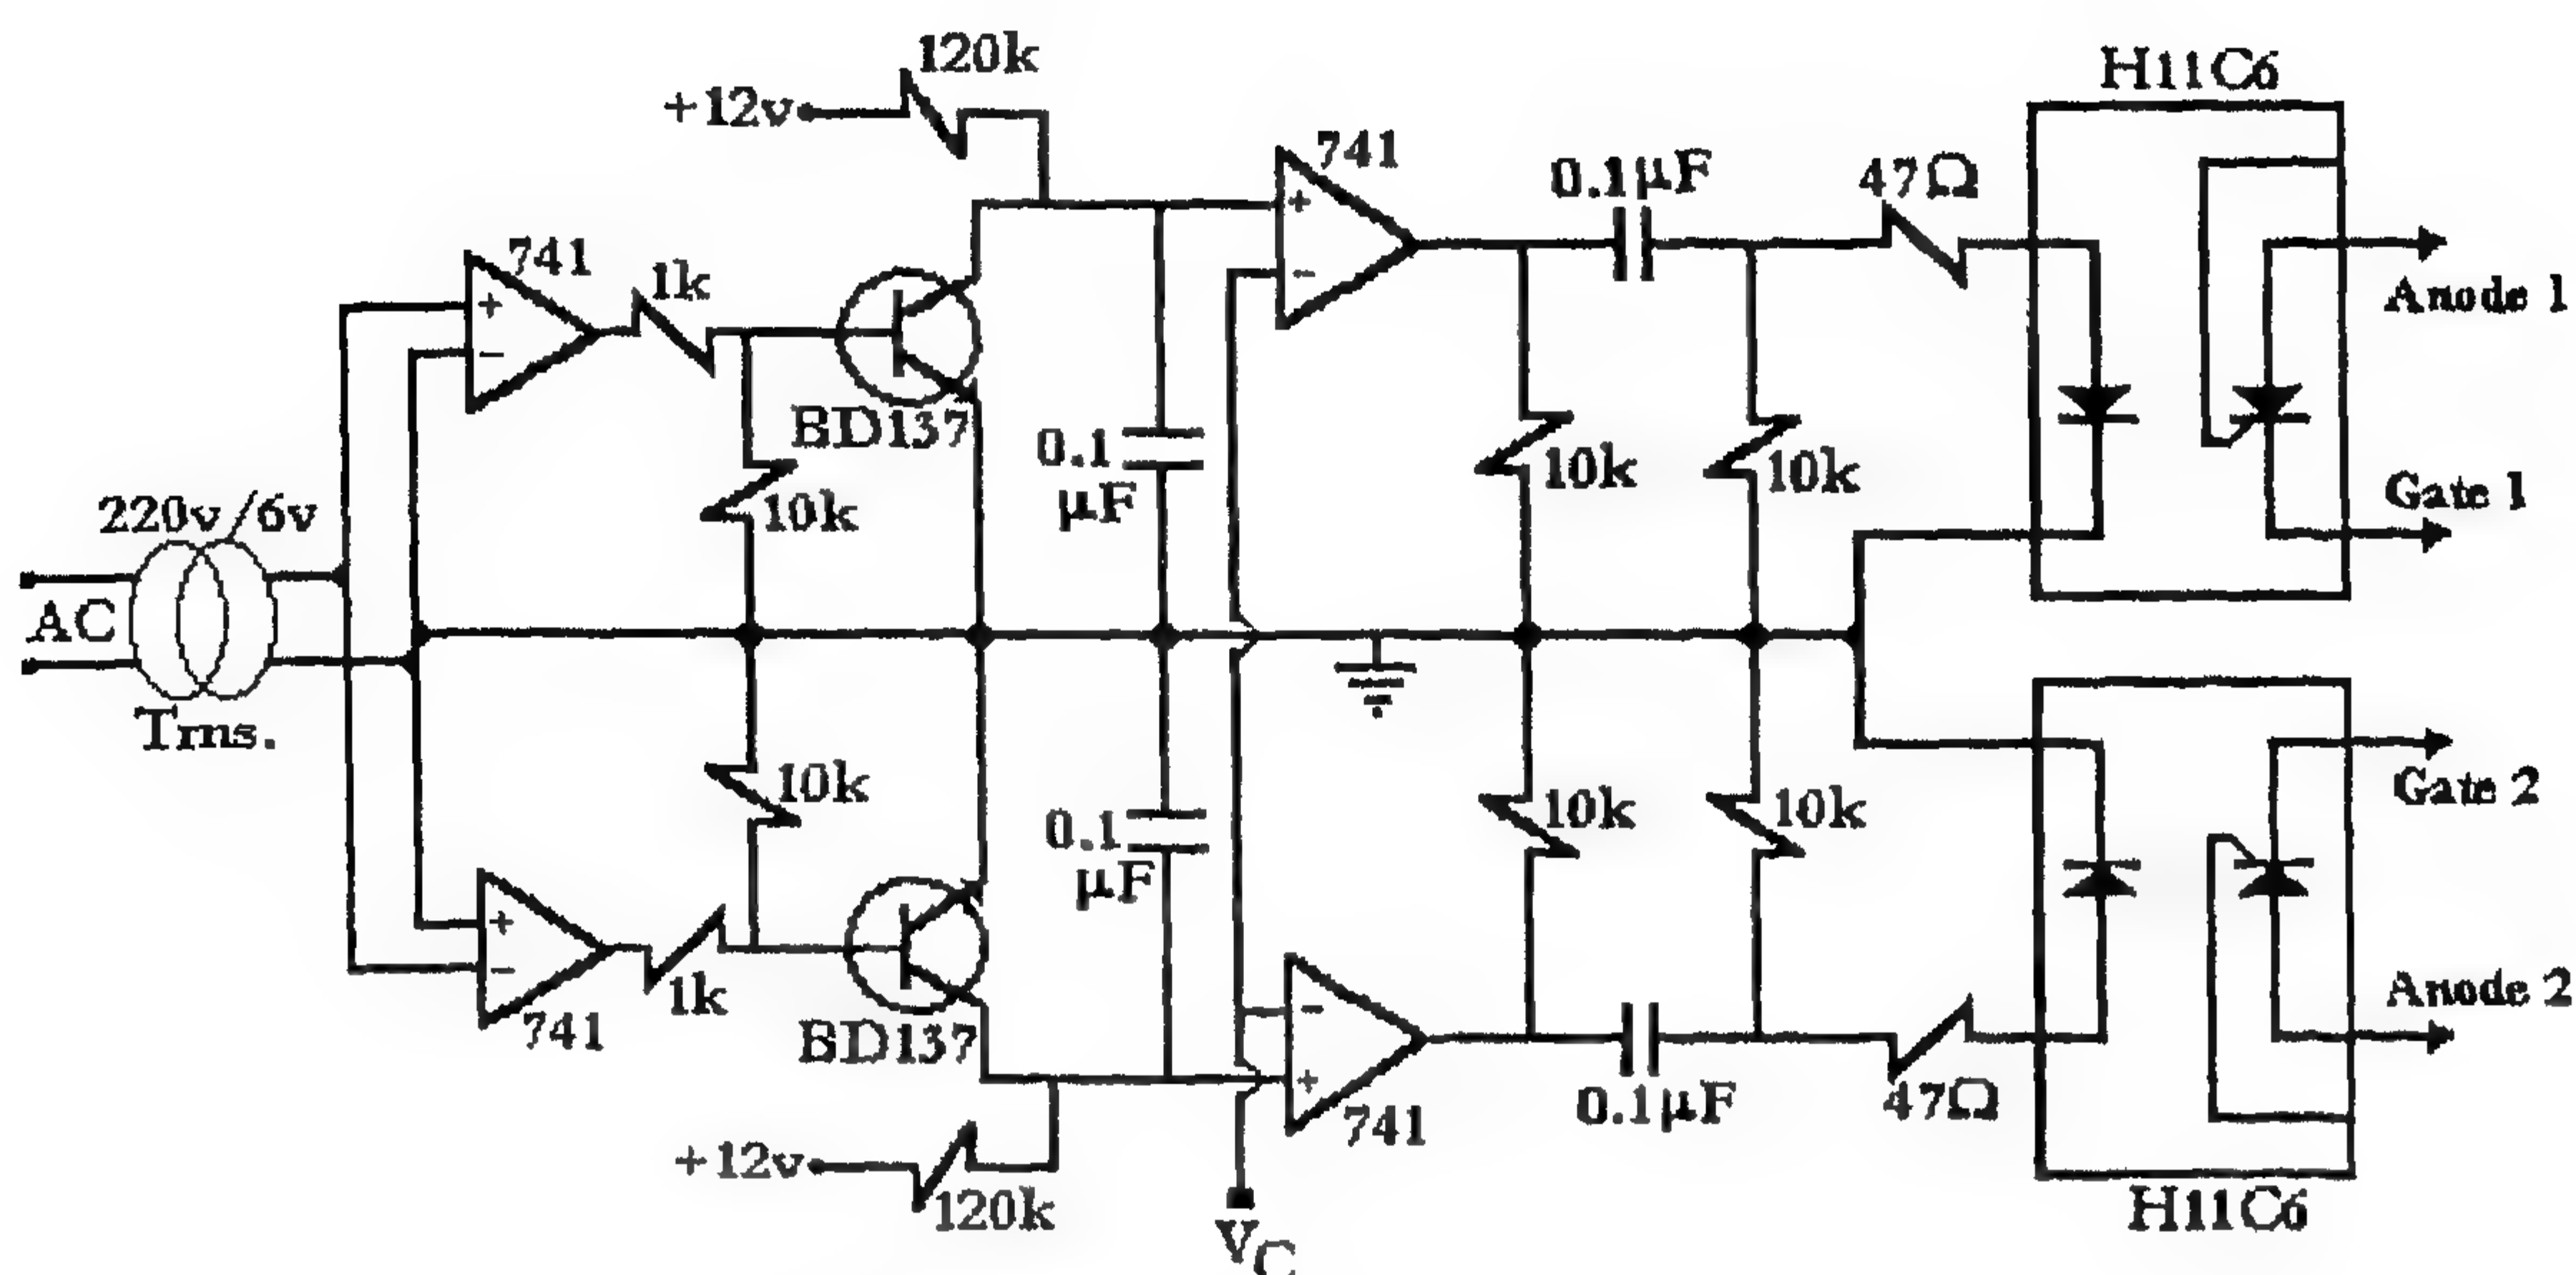 120k
H11C6
+12v
741
0.1µF
47Ω
741
1k
+
-
+
-
Anode 1
BD137
0.1
µF
10k
10k
10k
Gate 1
220v/6v
AC
Trns.
10k
10k
10k
Gate 2
0.1
µF
+
-
1k
741
BD137
-
+
741
0.1µF
47Ω
Anode 2
+12v
120k
VC
H11C6